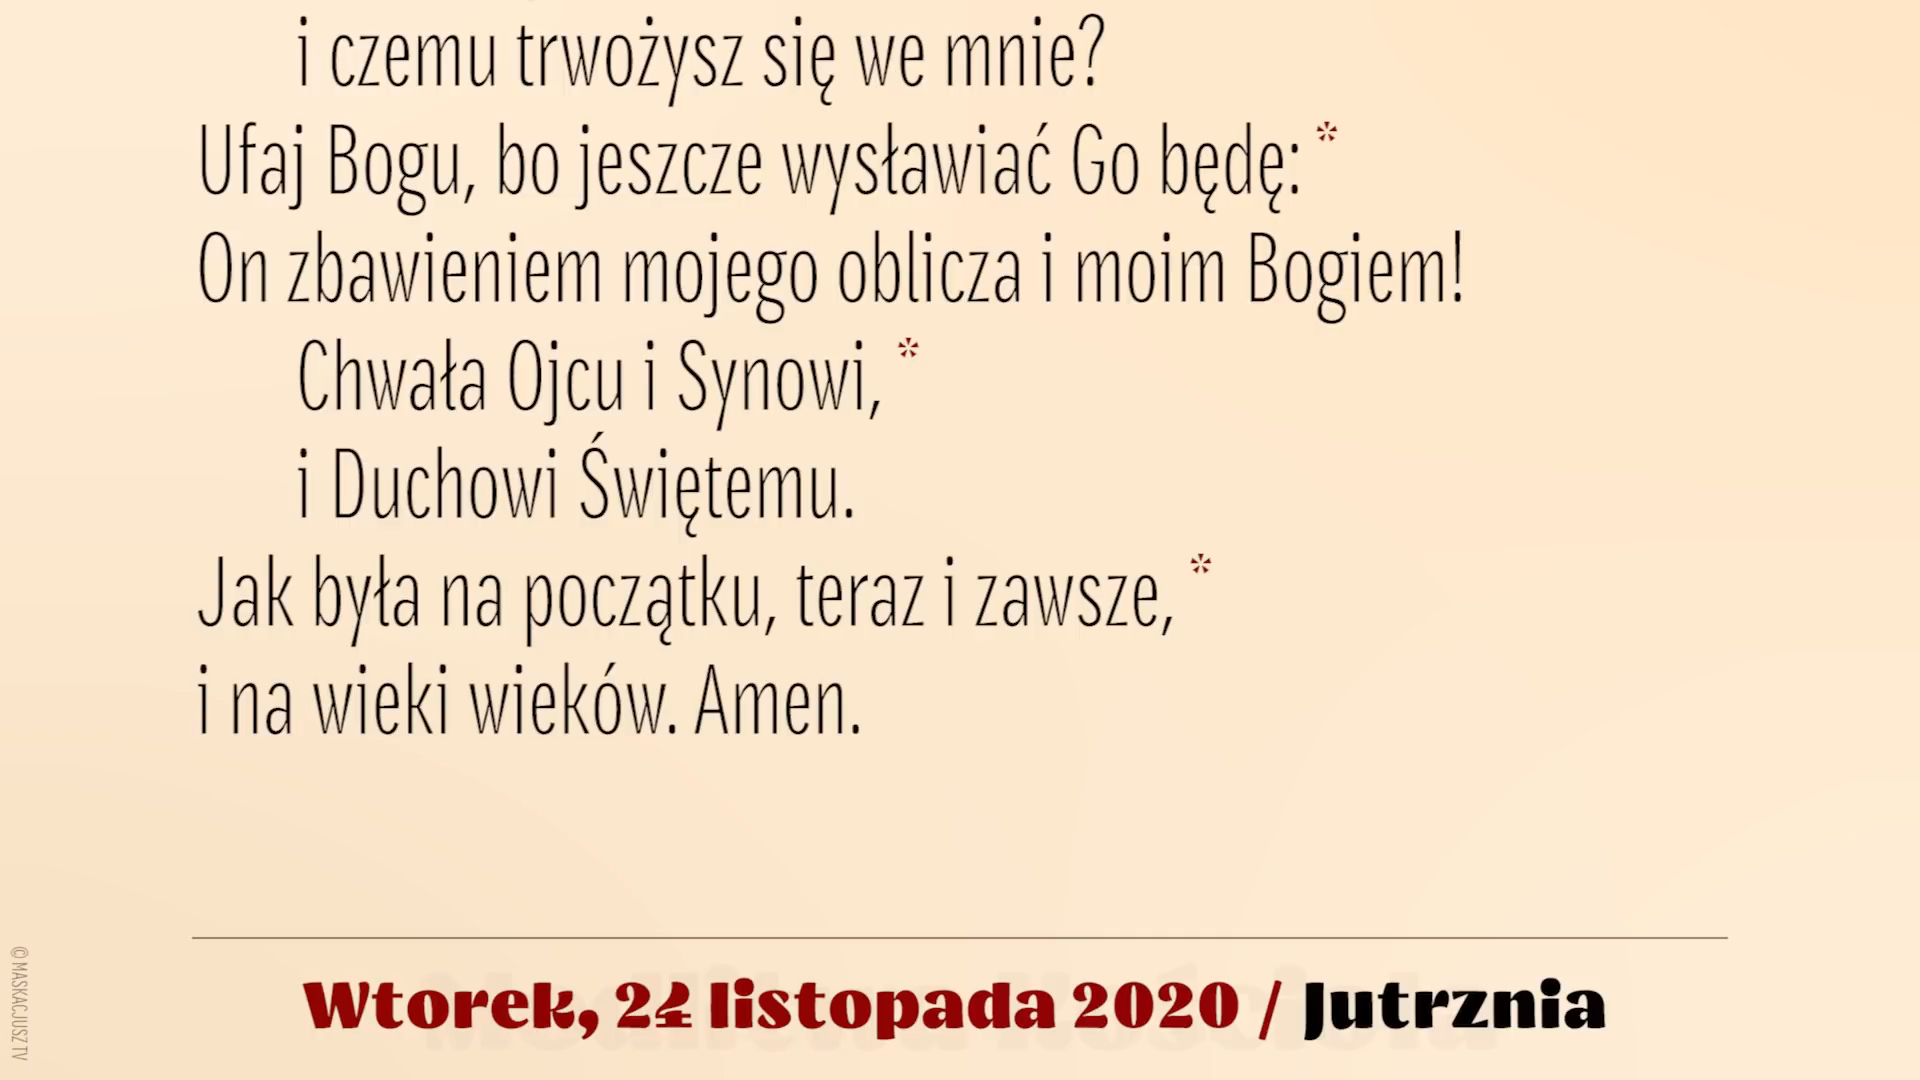 i czemu trwożysz się we mnie?
Ufaj Bogu, bo jeszcze wysławiać Go będę: *
On zbawieniem mojego oblicza i moim Bogiem!
Chwała Ojcu i Synowi, *
i Duchowi Świętemu.
Jak była na początku, teraz i zawsze, *
i na wieki wieków. Amen.
Wtorek, 24 listopada 2020 / Jutrznia
© MASKACJUSZ TV